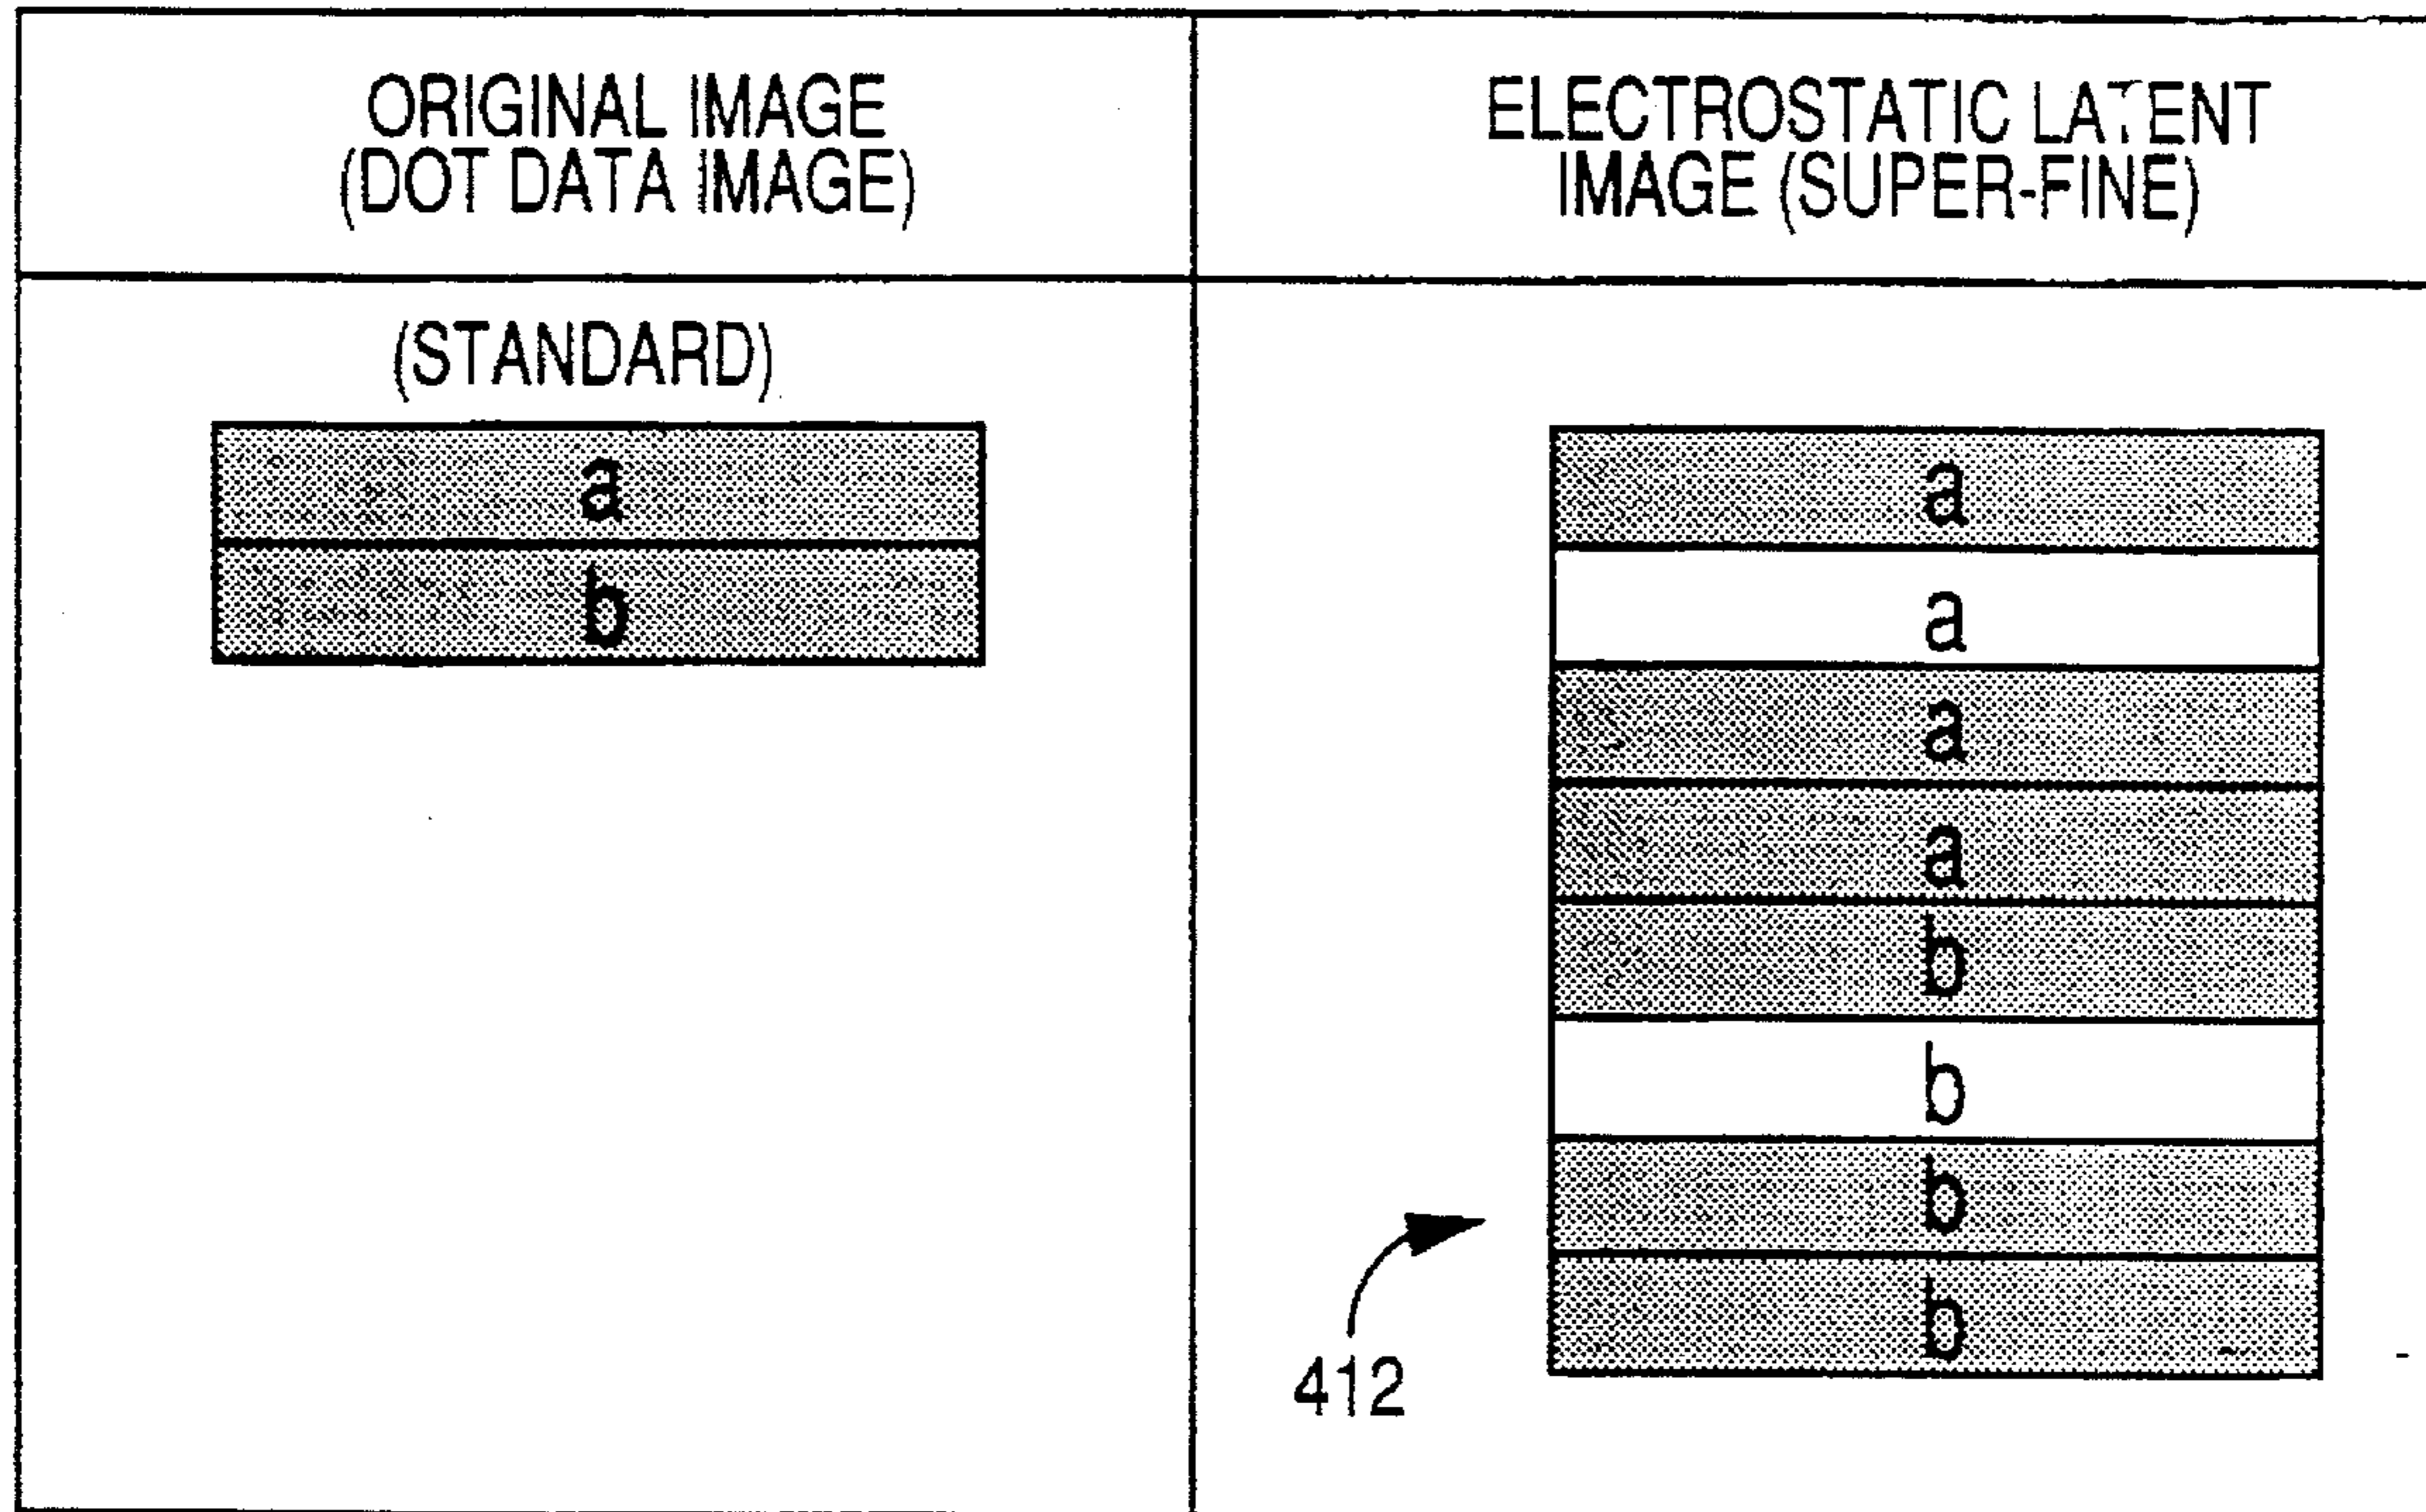 ORIGINAL IMAGE
(DOT DATA IMAGE)
ELECTROSTATIC LATENT
IMAGE (SUPER-FINE)
(STANDARD)
a
b
a
a
a
a
b
b
b
b
412